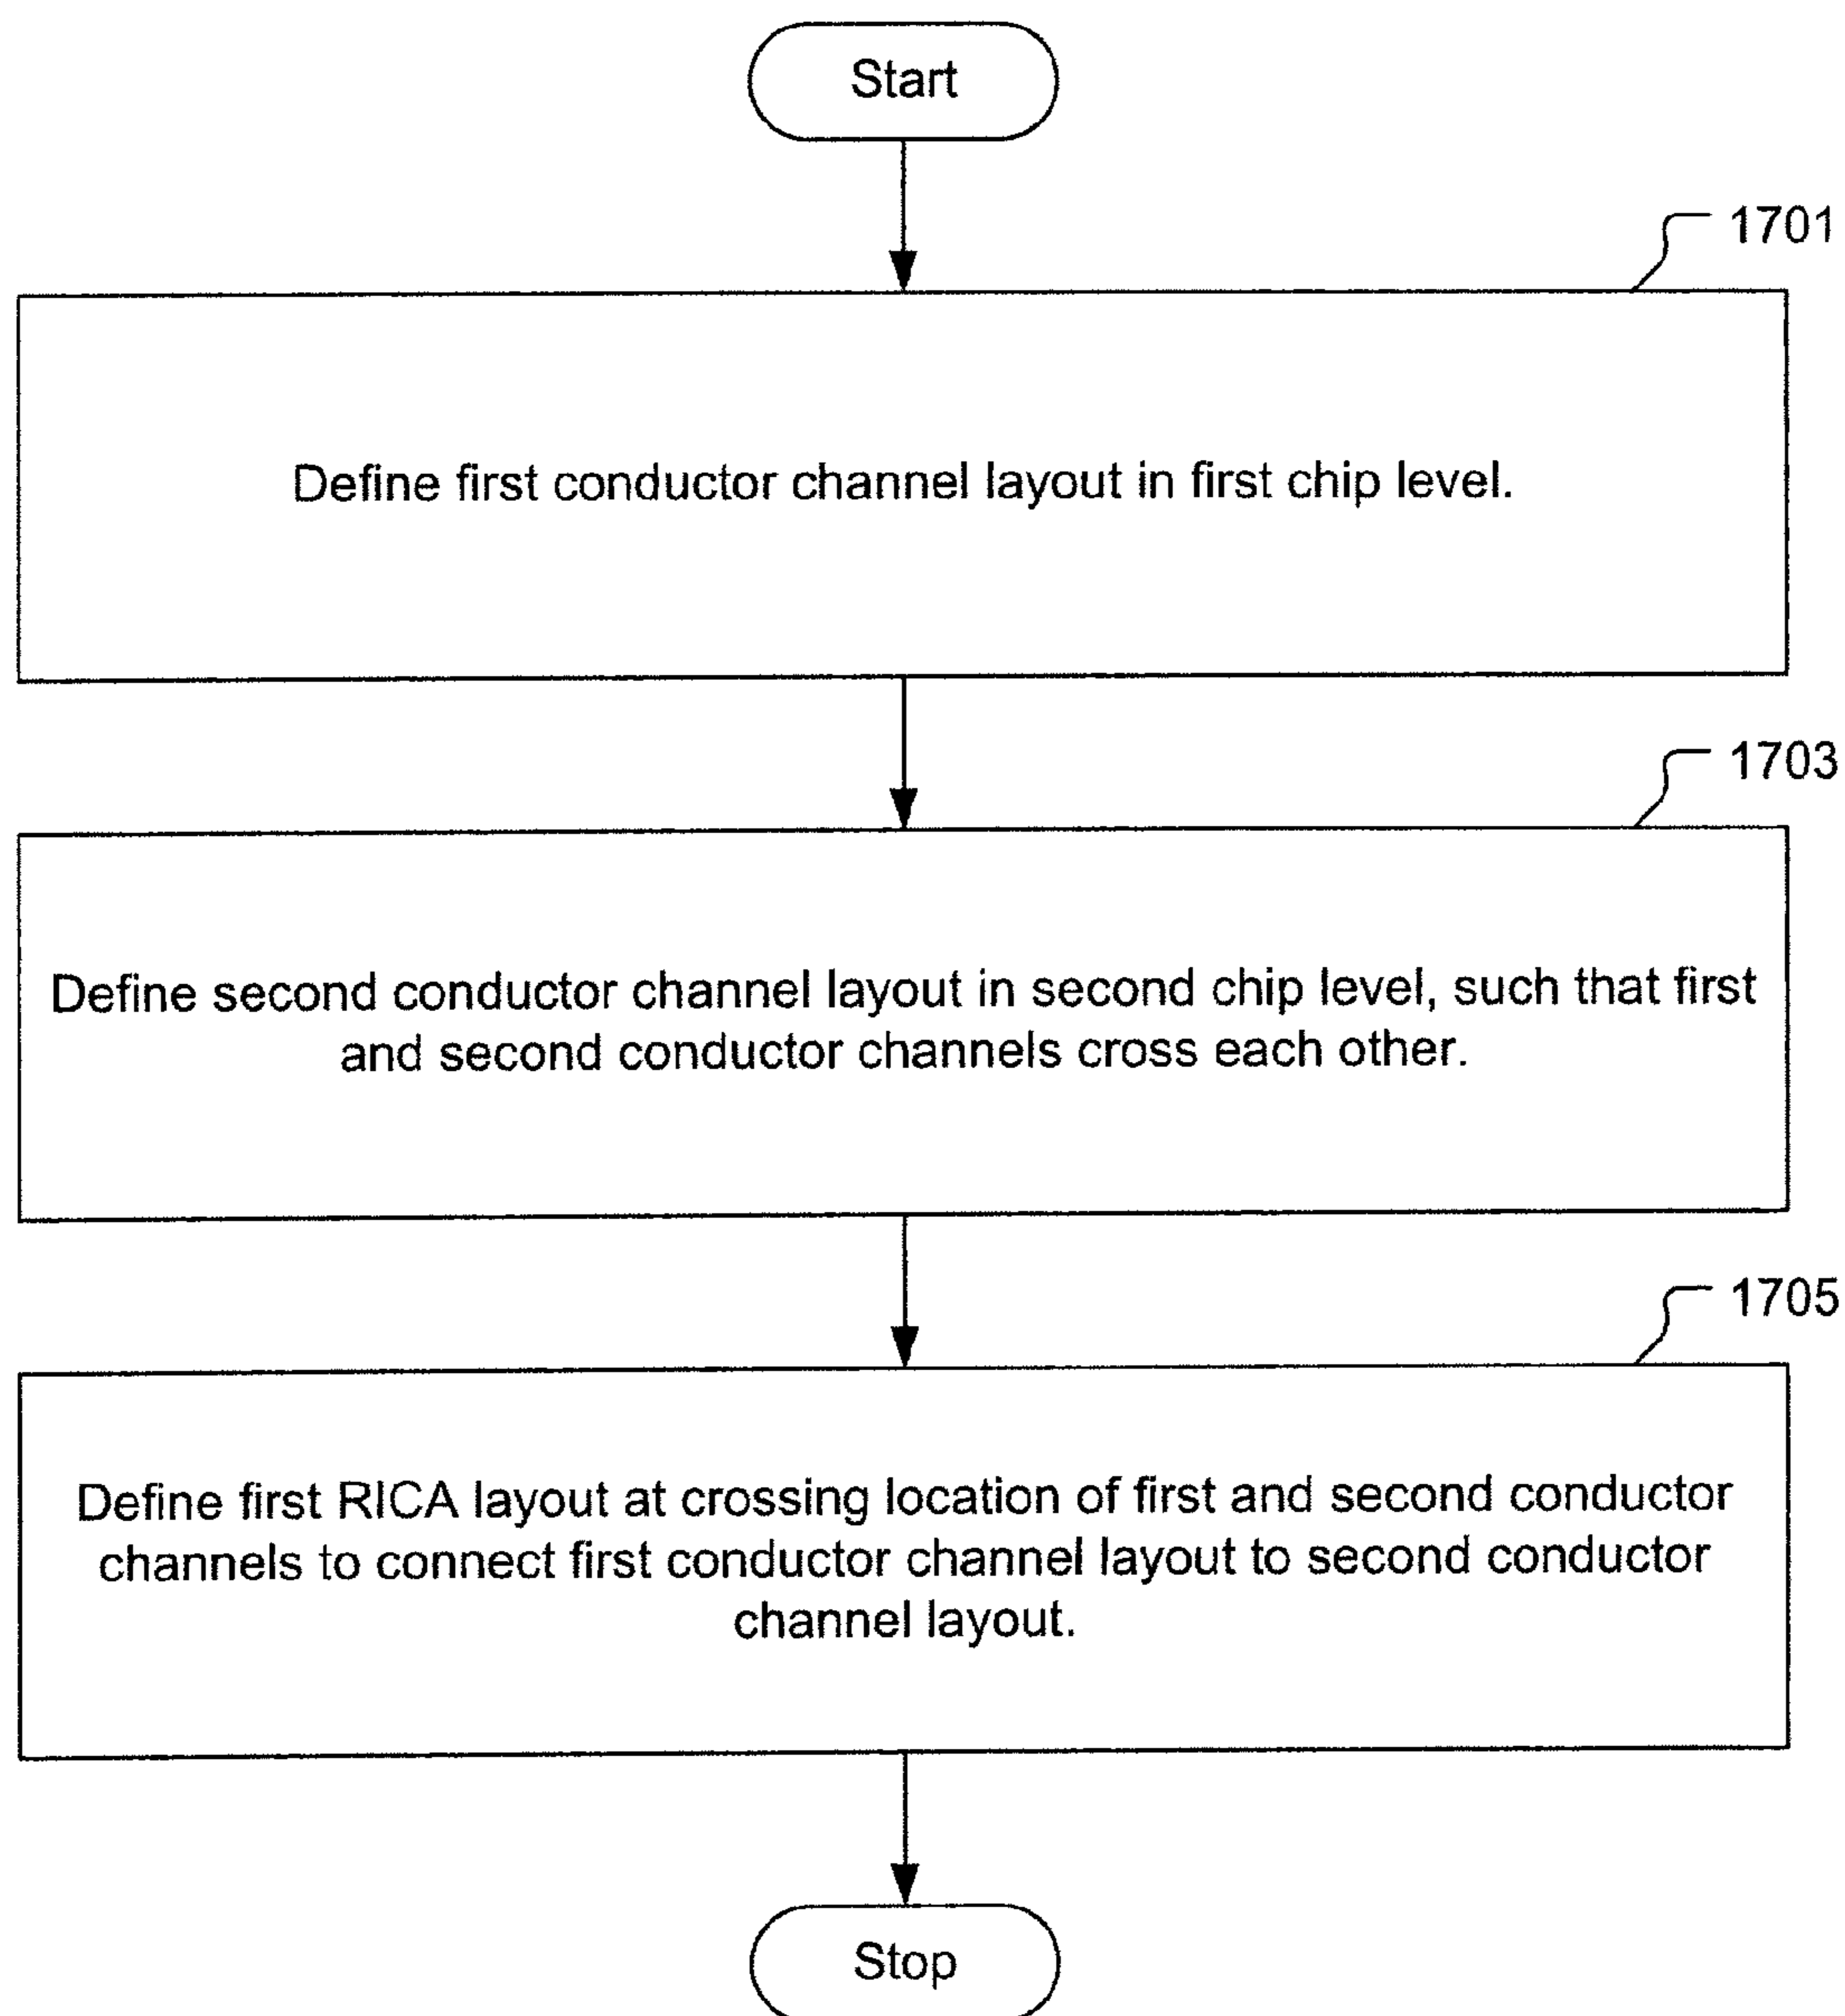 Start
1701
Define first conductor channel layout in first chip level.
1703
Define second conductor channel layout in second chip level, such that first
and second conductor channels cross each other.
1705
Define first RICA layout at crossing location of first and second conductor
channels to connect first conductor channel layout to second conductor
channel layout.
Stop